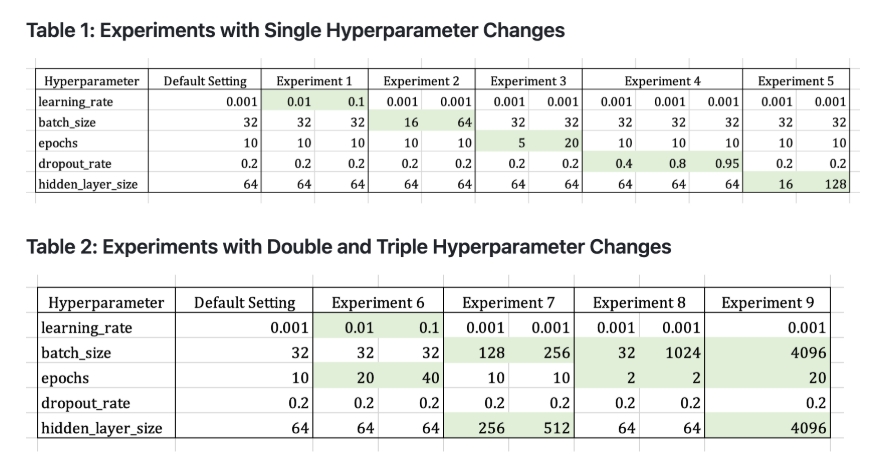 Table 1: Experiments with Single Hyperparameter Changes
Hyperparameter Default Setting Experiment 1 Experiment 2 Experiment 3 Experiment 4 Experiment 5
learning_rate 0.001 0.01 0.1 0.001 0.001 0.001 0.001 0.001 0.001 0.001 0.001 0.001
batch_size 32 32 32 16 64 32 32 32 32 32 32 32
epochs 10 10 10 10 10 5 20 10 10 10 10 10
dropout_rate 0.2 0.2 0.2 0.2 0.2 0.2 0.2 0.4 0.8 0.95 0.2 0.2
hidden_layer_size 64 64 64 64 64 64 64 64 64 64 16 128
Table 2: Experiments with Double and Triple Hyperparameter Changes
Hyperparameter Default Setting Experiment 6 Experiment 7 Experiment 8 Experiment 9
learning_rate 0.001 0.01 0.1 0.001 0.001 0.001 0.001 0.001
batch_size 32 32 32 128 256 32 1024 4096
epochs 10 20 40 10 10 2 2 20
dropout_rate 0.2 0.2 0.2 0.2 0.2 0.2 0.2 0.2
hidden_layer_size 64 64 64 256 512 64 64 4096